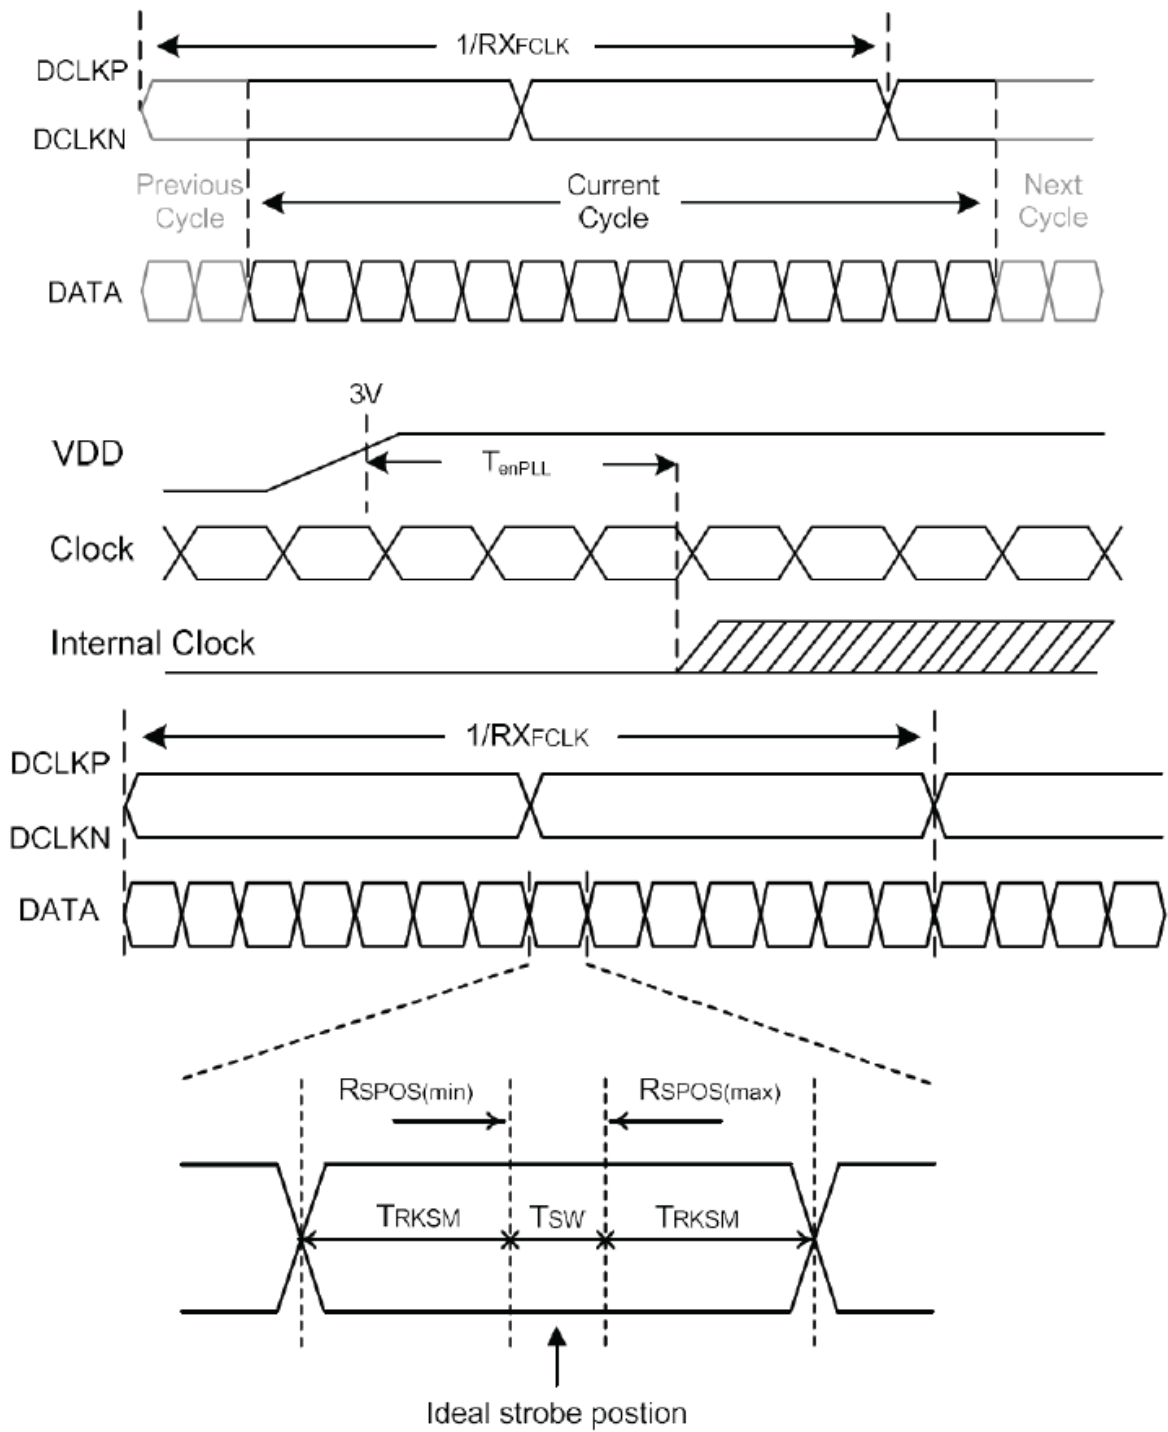 1/RXFCLK
DCLKP
DCLKN
Previous
Cycle
Current
Cycle
Next
Cycle
DATA
3V
VDD
TenPLL
Clock
Internal Clock
1/RXFCLK
DCLKP
DCLKN
DATA
RSPOS(min)
RSPOS(max)
TRKSM
TSW
TRKSM
Ideal strobe postion